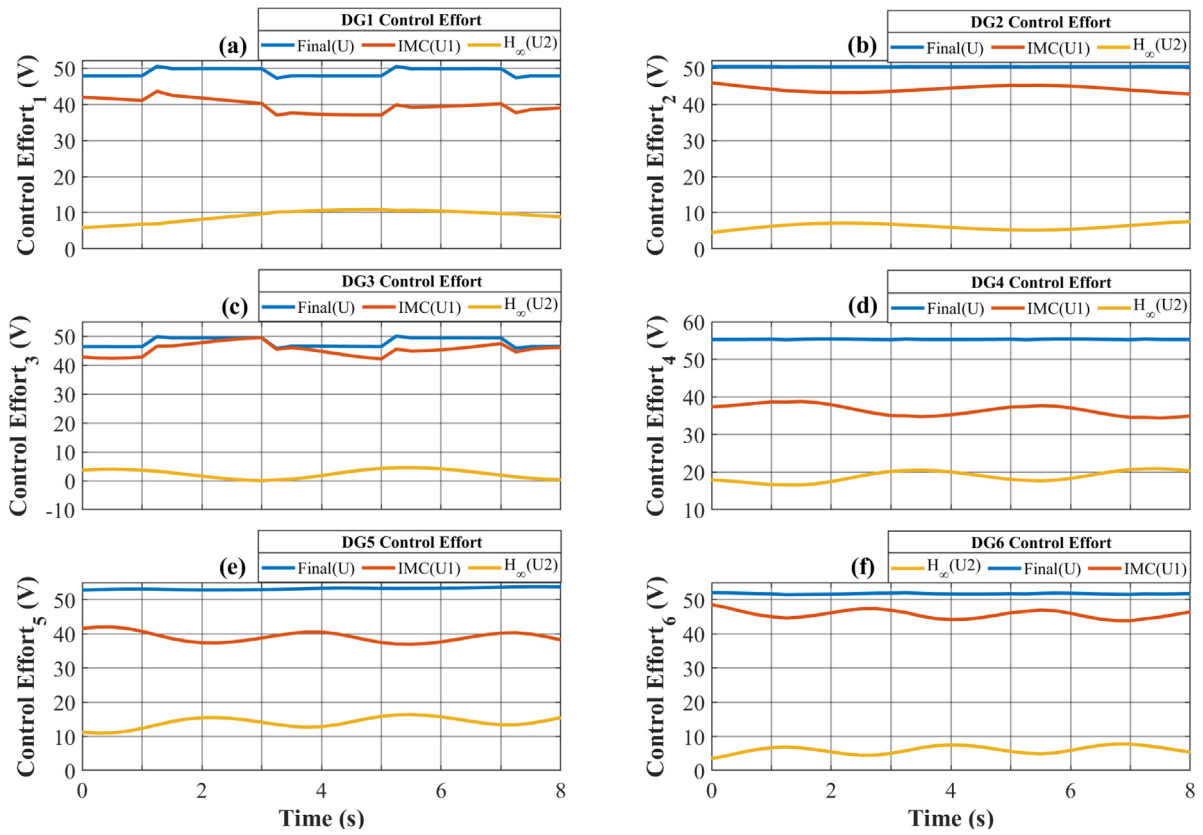 DG1 Control Effort
(a)
Final(U) IMC(U1) H∞(U2)
50
40
30
20
10
0
Control Effort1 (V)
DG2 Control Effort
(b)
Final(U) IMC(U1) H∞(U2)
50
40
30
20
10
0
Control Effort2 (V)
DG3 Control Effort
(c)
Final(U) IMC(U1) H∞(U2)
50
40
30
20
10
0
-10
Control Effort3 (V)
DG4 Control Effort
(d)
Final(U) IMC(U1) H∞(U2)
60
50
40
30
20
10
Control Effort4 (V)
DG5 Control Effort
(e)
Final(U) IMC(U1) H∞(U2)
50
40
30
20
10
0
Control Effort5 (V)
0 2 4 6 8
Time (s)
DG6 Control Effort
(f)
H∞(U2) Final(U) IMC(U1)
50
40
30
20
10
0
Control Effort6 (V)
0 2 4 6 8
Time (s)